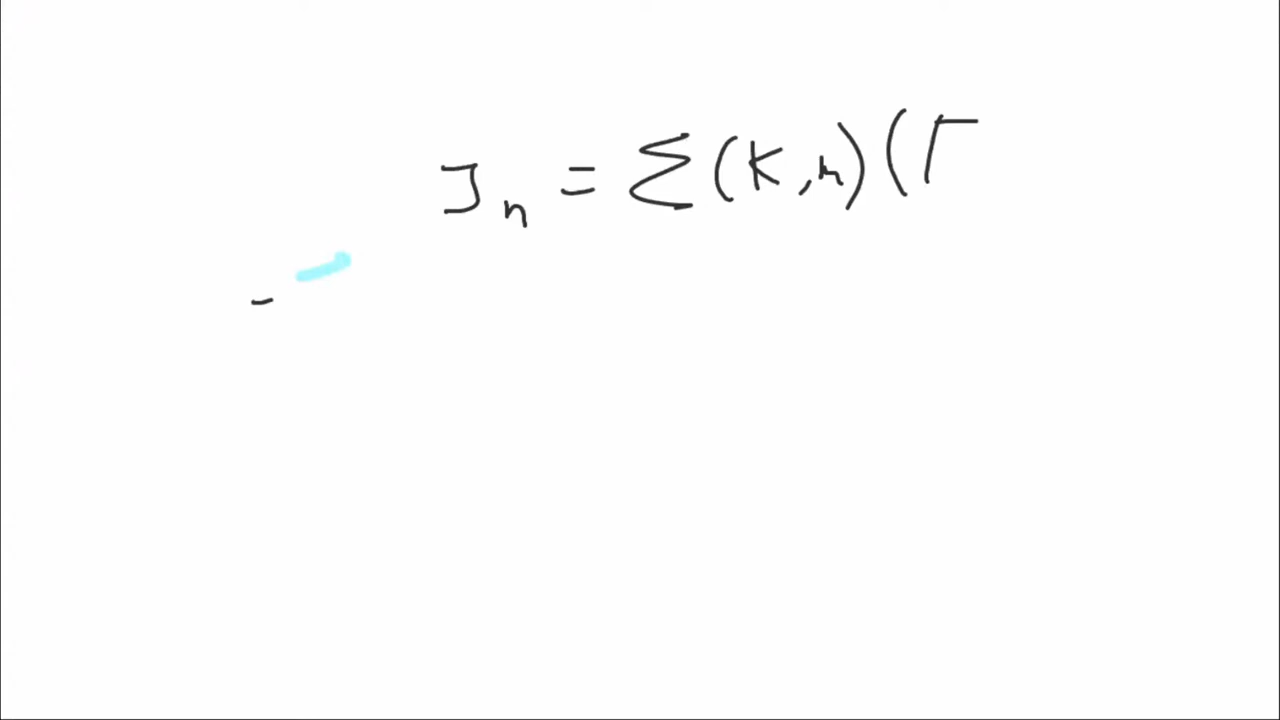 J_n = Σ(K,n)(Γ
-